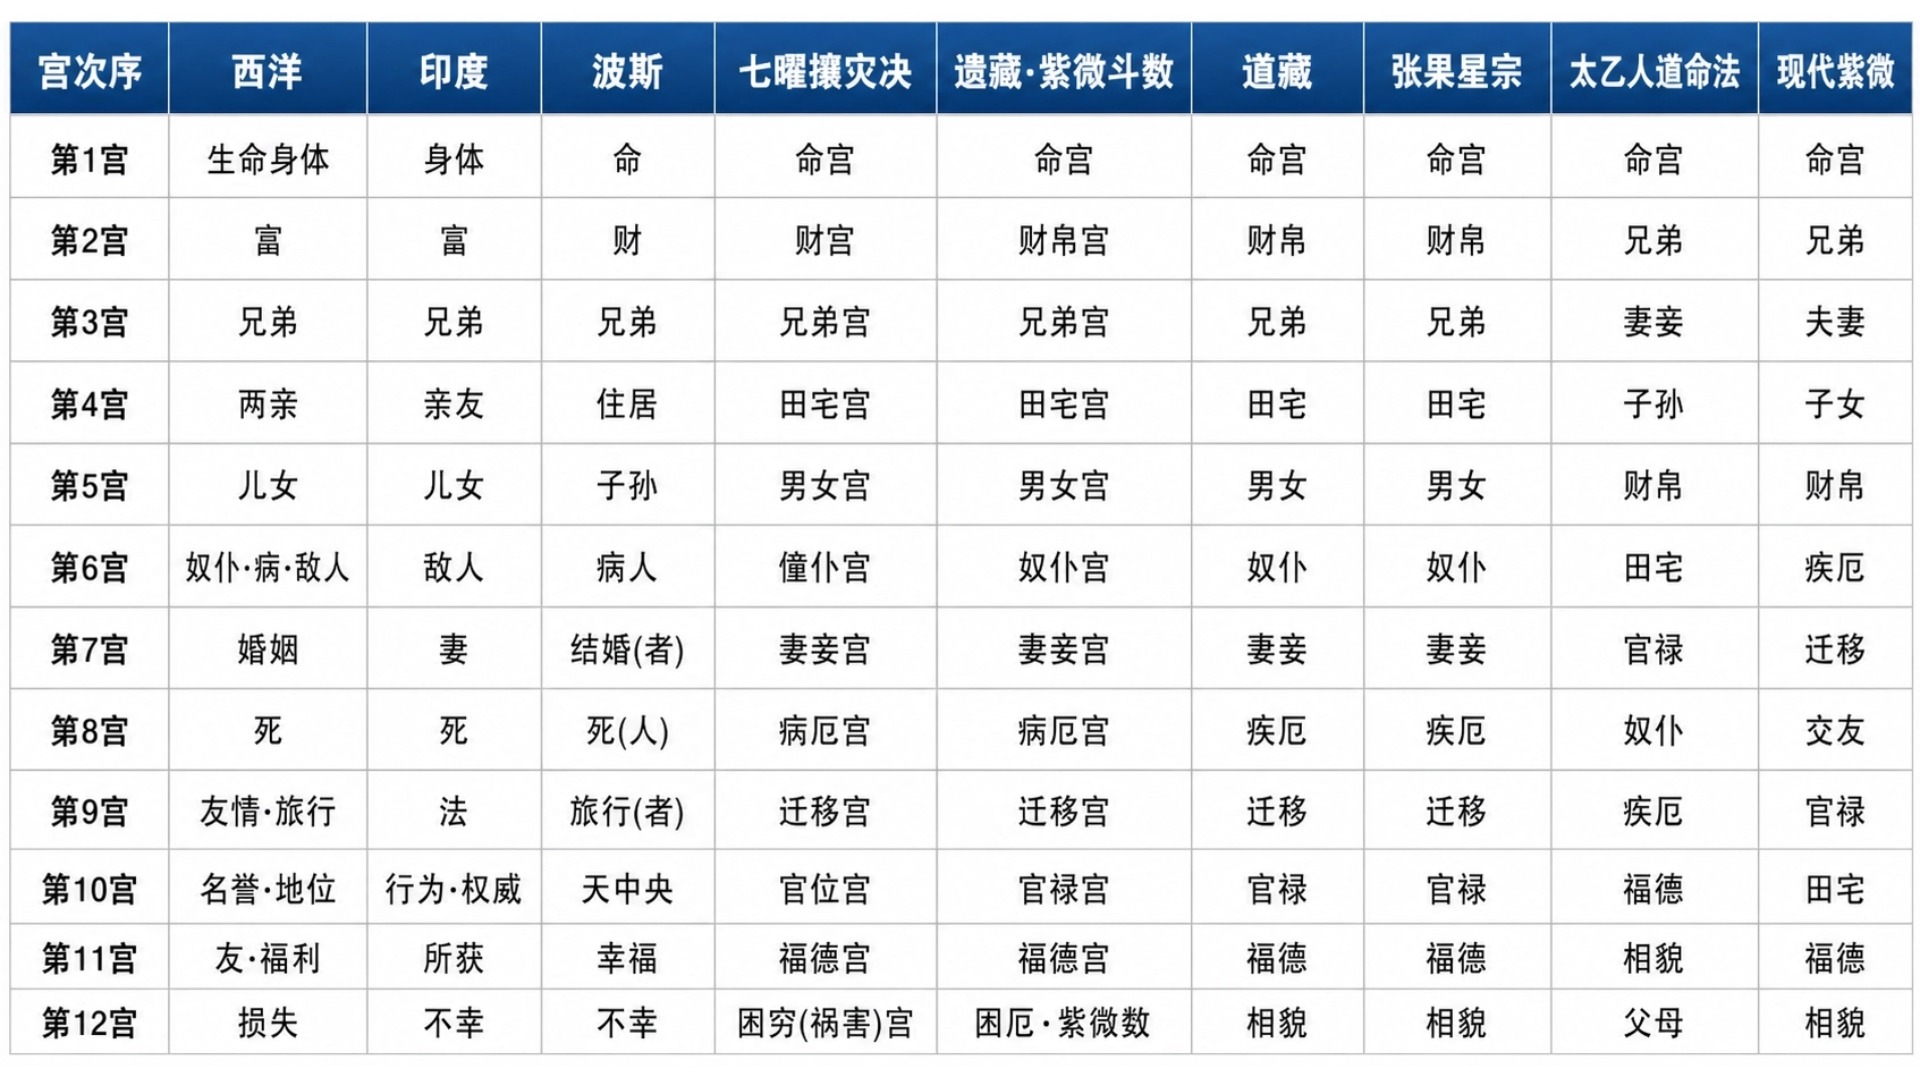 宫次序 西洋 印度 波斯 七曜攘灾决 遗藏·紫微斗数 道藏 张果星宗 太乙人道命法 现代紫微
第1宫 生命身体 身体 命 命宫 命宫 命宫 命宫 命宫 命宫
第2宫 富 富 财 财宫 财帛宫 财帛 财帛 兄弟 兄弟
第3宫 兄弟 兄弟 兄弟 兄弟宫 兄弟宫 兄弟 兄弟 妻妾 夫妻
第4宫 两亲 亲友 住居 田宅宫 田宅宫 田宅 田宅 子孙 子女
第5宫 儿女 儿女 子孙 男女宫 男女宫 男女 男女 财帛 财帛
第6宫 奴仆·病·敌人 敌人 病人 僮仆宫 奴仆宫 奴仆 奴仆 田宅 疾厄
第7宫 婚姻 妻 结婚(者) 妻妾宫 妻妾宫 妻妾 妻妾 官禄 迁移
第8宫 死 死 死(人) 病厄宫 病厄宫 疾厄 疾厄 奴仆 交友
第9宫 友情·旅行 法 旅行(者) 迁移宫 迁移宫 迁移 迁移 疾厄 官禄
第10宫 名誉·地位 行为·权威 天中央 官位宫 官禄宫 官禄 官禄 福德 田宅
第11宫 友·福利 所获 幸福 福德宫 福德宫 福德 福德 相貌 福德
第12宫 损失 不幸 不幸 困穷(祸害)宫 困厄·紫微数 相貌 相貌 父母 相貌